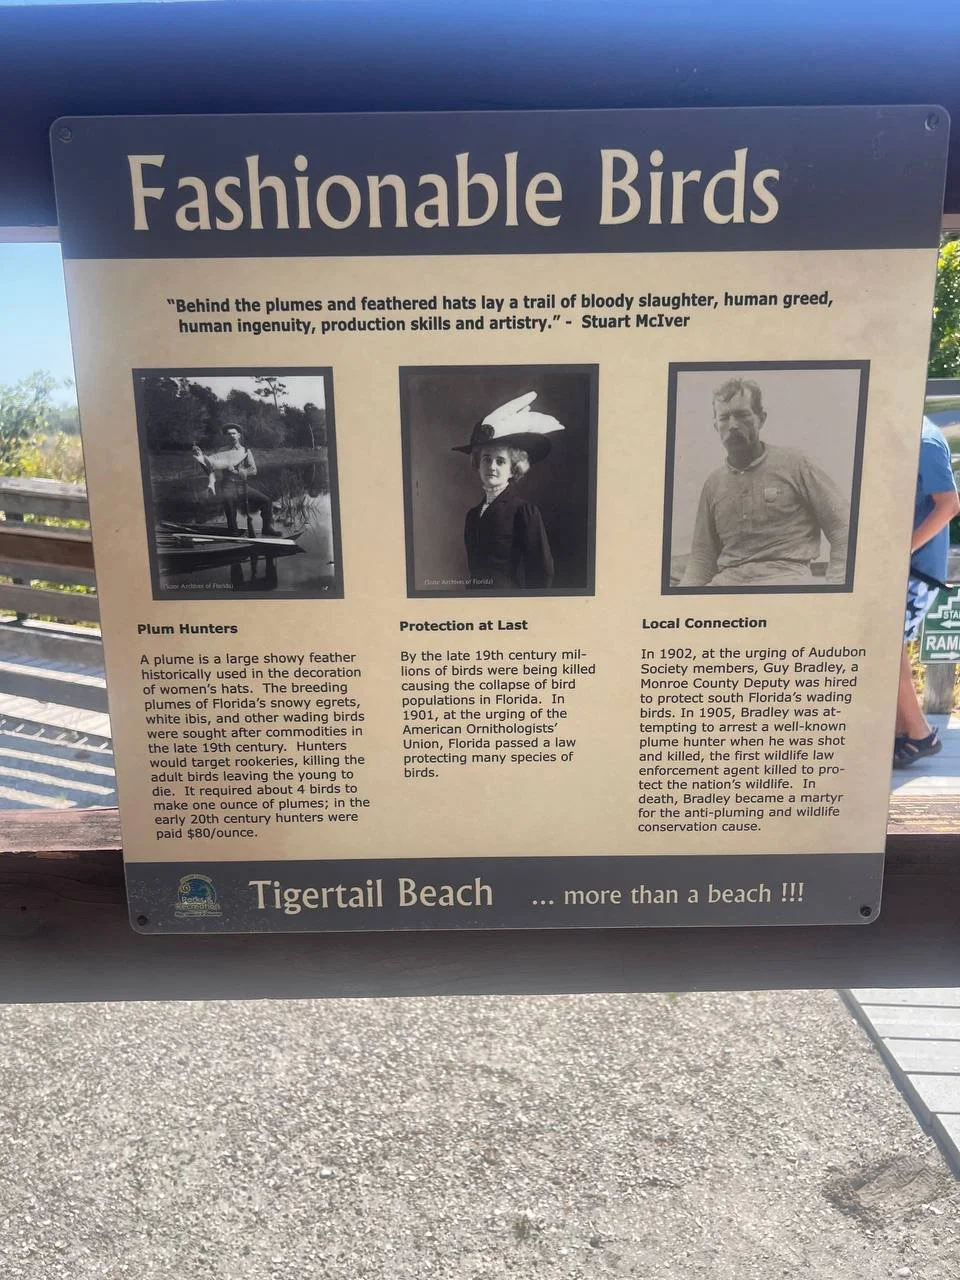 Fashionable Birds
“Behind the plumes and feathered hats lay a trail of bloody slaughter, human greed,
human ingenuity, production skills and artistry.” - Stuart McIver
(State Archives of Florida)
(State Archives of Florida)
Plum Hunters
A plume is a large showy feather
historically used in the decoration
of women’s hats. The breeding
plumes of Florida’s snowy egrets,
white ibis, and other wading birds
were sought after commodities in
the late 19th century. Hunters
would target rookeries, killing the
adult birds leaving the young to
die. It required about 4 birds to
make one ounce of plumes; in the
early 20th century hunters were
paid $80/ounce.
Protection at Last
By the late 19th century mil-
lions of birds were being killed
causing the collapse of bird
populations in Florida. In
1901, at the urging of the
American Ornithologists’
Union, Florida passed a law
protecting many species of
birds.
Local Connection
In 1902, at the urging of Audubon
Society members, Guy Bradley, a
Monroe County Deputy was hired
to protect south Florida’s wading
birds. In 1905, Bradley was at-
tempting to arrest a well-known
plume hunter when he was shot
and killed, the first wildlife law
enforcement agent killed to pro-
tect the nation’s wildlife. In
death, Bradley became a martyr
for the anti-pluming and wildlife
conservation cause.
Parks &
Recreation
Tigertail Beach ... more than a beach !!!
STA
RAM